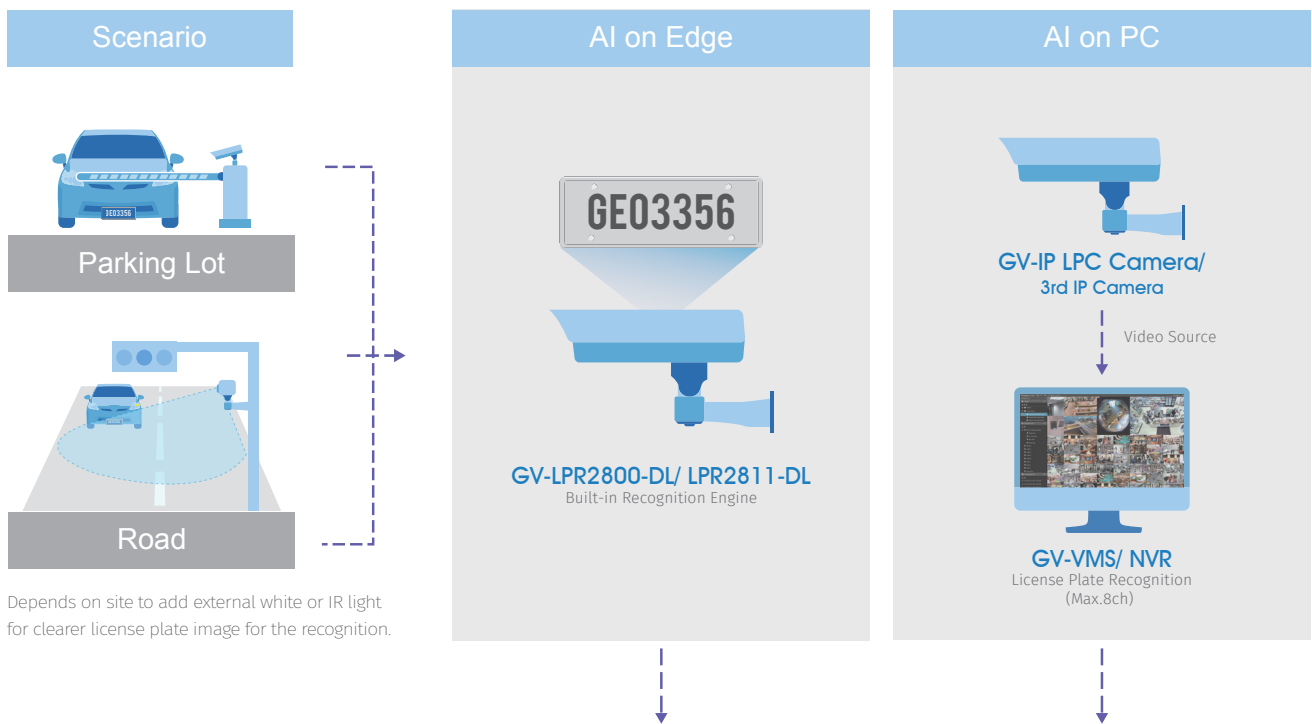 Scenario
AI on Edge
AI on PC
GEO3356
Parking Lot
Road
Depends on site to add external white or IR light
for clearer license plate image for the recognition.
GEO3356
GV-LPR2800-DL/ LPR2811-DL
Built-in Recognition Engine
GV-IP LPC Camera/
3rd IP Camera
Video Source
GV-VMS/ NVR
License Plate Recognition
(Max.8ch)